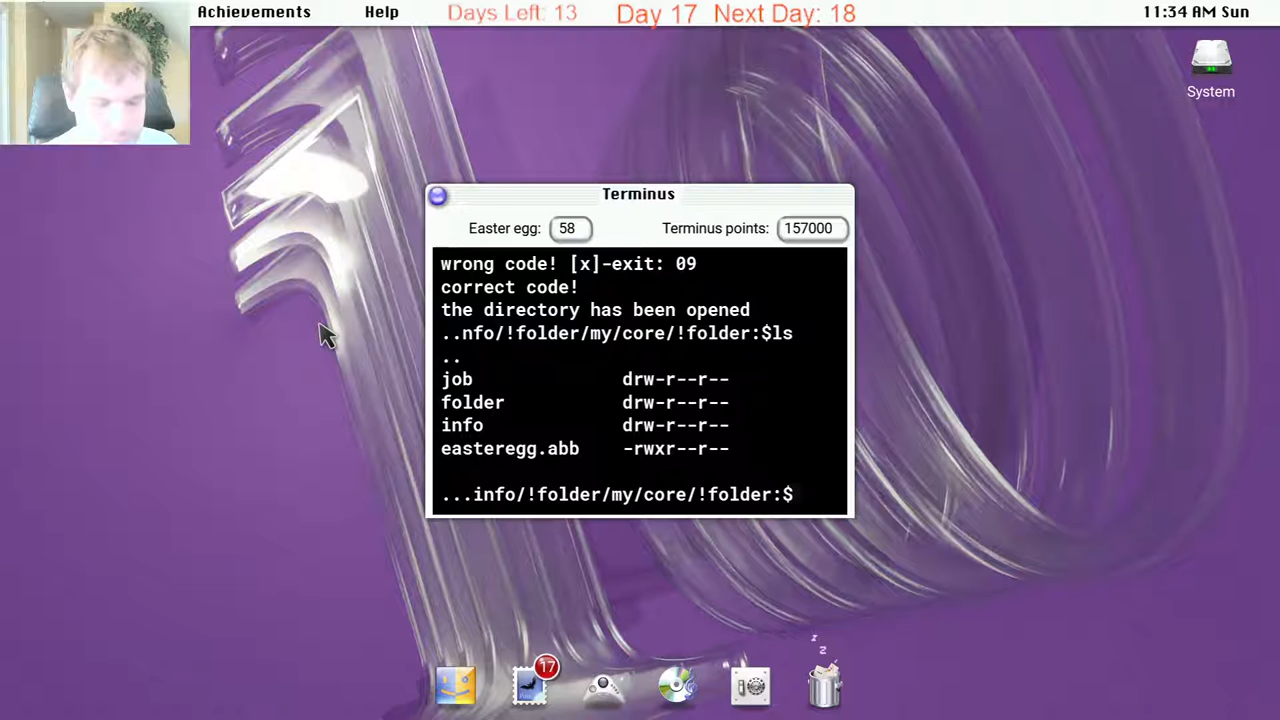 Achievements Help Days Left: 13 Day 17 Next Day: 18 11:34 AM Sun
System
Terminus
Easter egg: 58 Terminus points: 157000
wrong code! [x]-exit: 09
correct code!
the directory has been opened
..nfo/!folder/my/core/!folder:$ls
..
job drw-r--r--
folder drw-r--r--
info drw-r--r--
easteregg.abb -rwxr--r--
...info/!folder/my/core/!folder:$
z
z
17